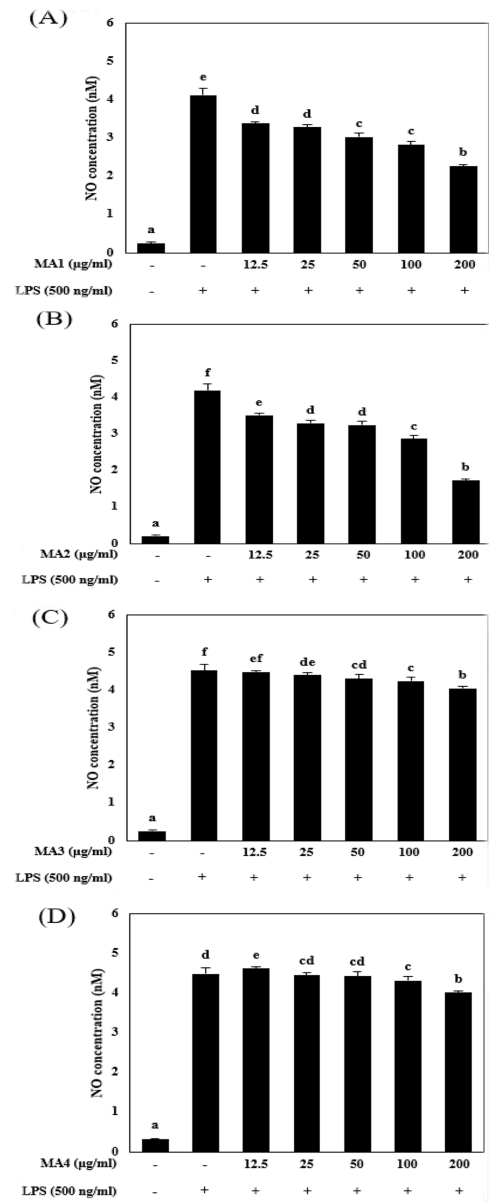 (A)
NO concentration (nM)
6
5
4
3
2
1
0
a
e
d
d
c
c
b
MA1 (µg/ml) - - 12.5 25 50 100 200
LPS (500 ng/ml) - + + + + + +
(B)
NO concentration (nM)
6
5
4
3
2
1
0
a
f
e
d
d
c
b
MA2 (µg/ml) - - 12.5 25 50 100 200
LPS (500 ng/ml) - + + + + + +
(C)
NO concentration (nM)
6
5
4
3
2
1
0
a
f
ef
de
cd
c
b
MA3 (µg/ml) - - 12.5 25 50 100 200
LPS (500 ng/ml) - + + + + + +
(D)
NO concentration (nM)
6
5
4
3
2
1
0
a
d
e
cd
cd
c
b
MA4 (µg/ml) - - 12.5 25 50 100 200
LPS (500 ng/ml) - + + + + + +